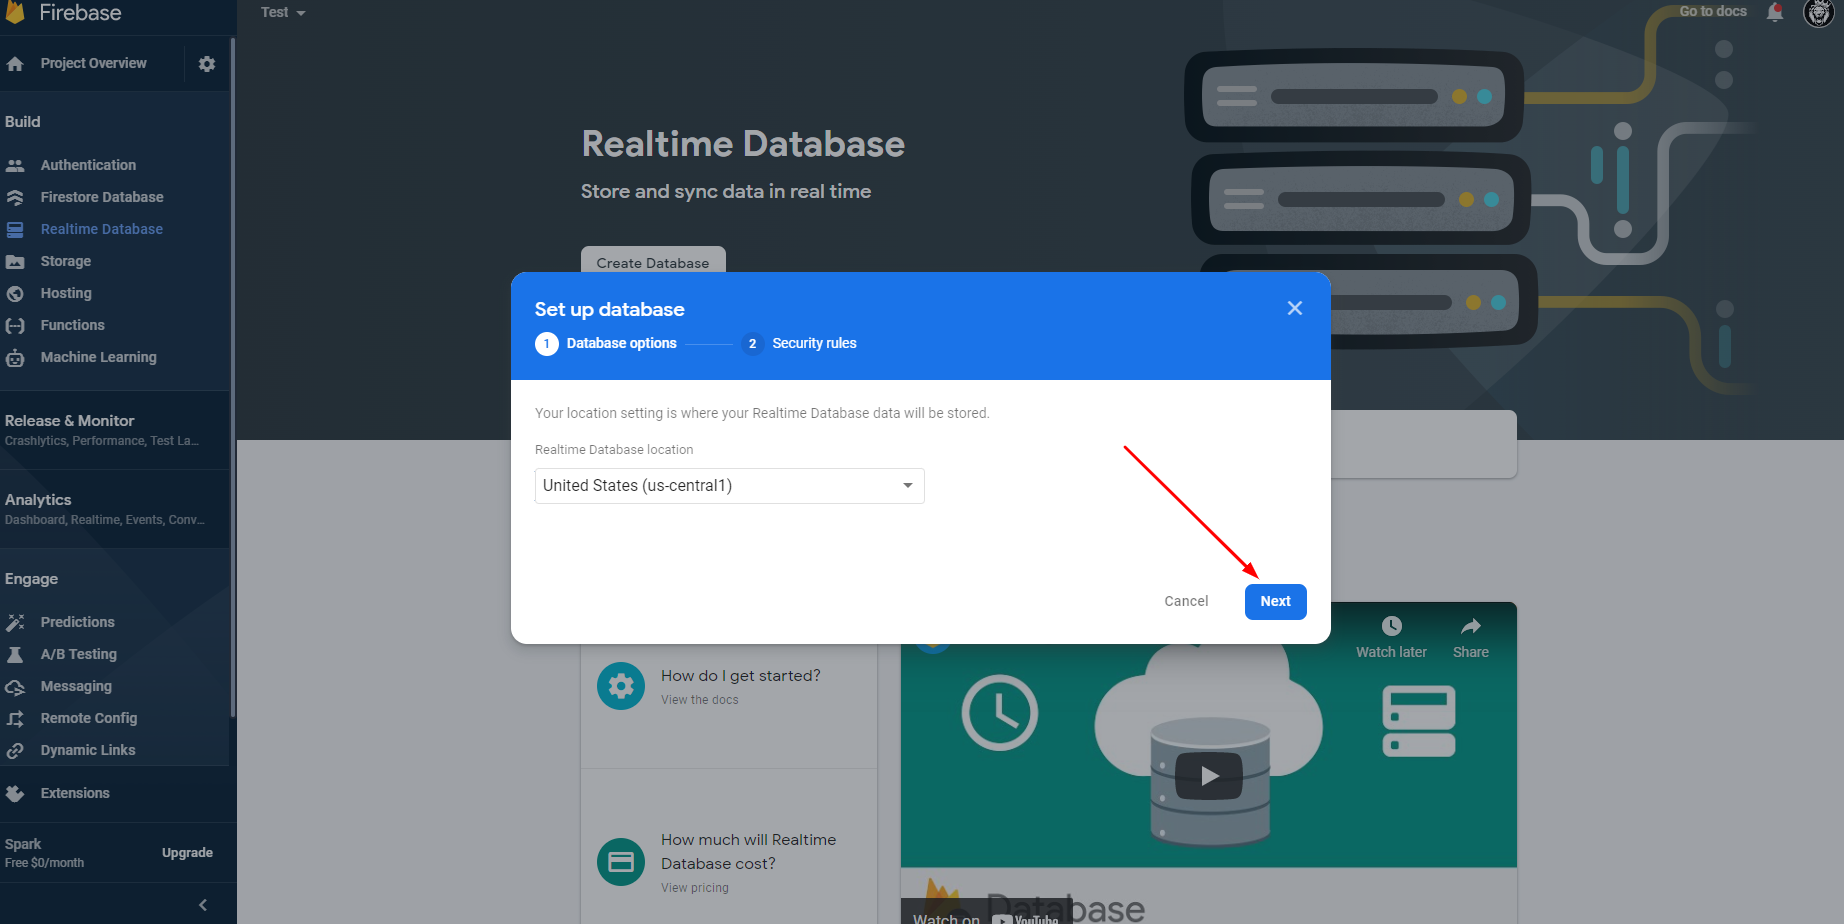 Firebase
Project Overview
Build
Authentication
Firestore Database
Realtime Database
Storage
Hosting
Functions
Machine Learning
Release & Monitor
Crashlytics, Performance, Test La...
Analytics
Dashboard, Realtime, Events, Conv...
Engage
Predictions
A/B Testing
Messaging
Remote Config
Dynamic Links
Extensions
Spark
Free $0/month
Upgrade
Test
Go to docs
Realtime Database
Store and sync data in real time
Create Database
Set up database
1 Database options
2 Security rules
Your location setting is where your Realtime Database data will be stored.
Realtime Database location
United States (us-central1)
Cancel
Next
How do I get started?
View the docs
How much will Realtime
Database cost?
View pricing
Watch later
Share
Database
Watch on YouTube